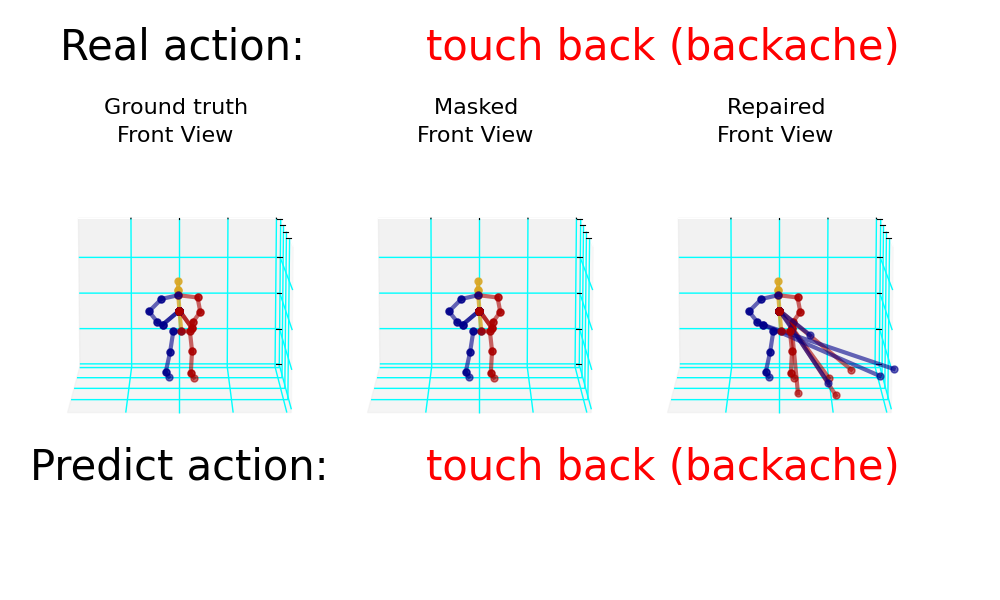 Real action: touch back (backache)
Ground truth Masked Repaired
Front View Front View Front View
Predict action: touch back (backache)